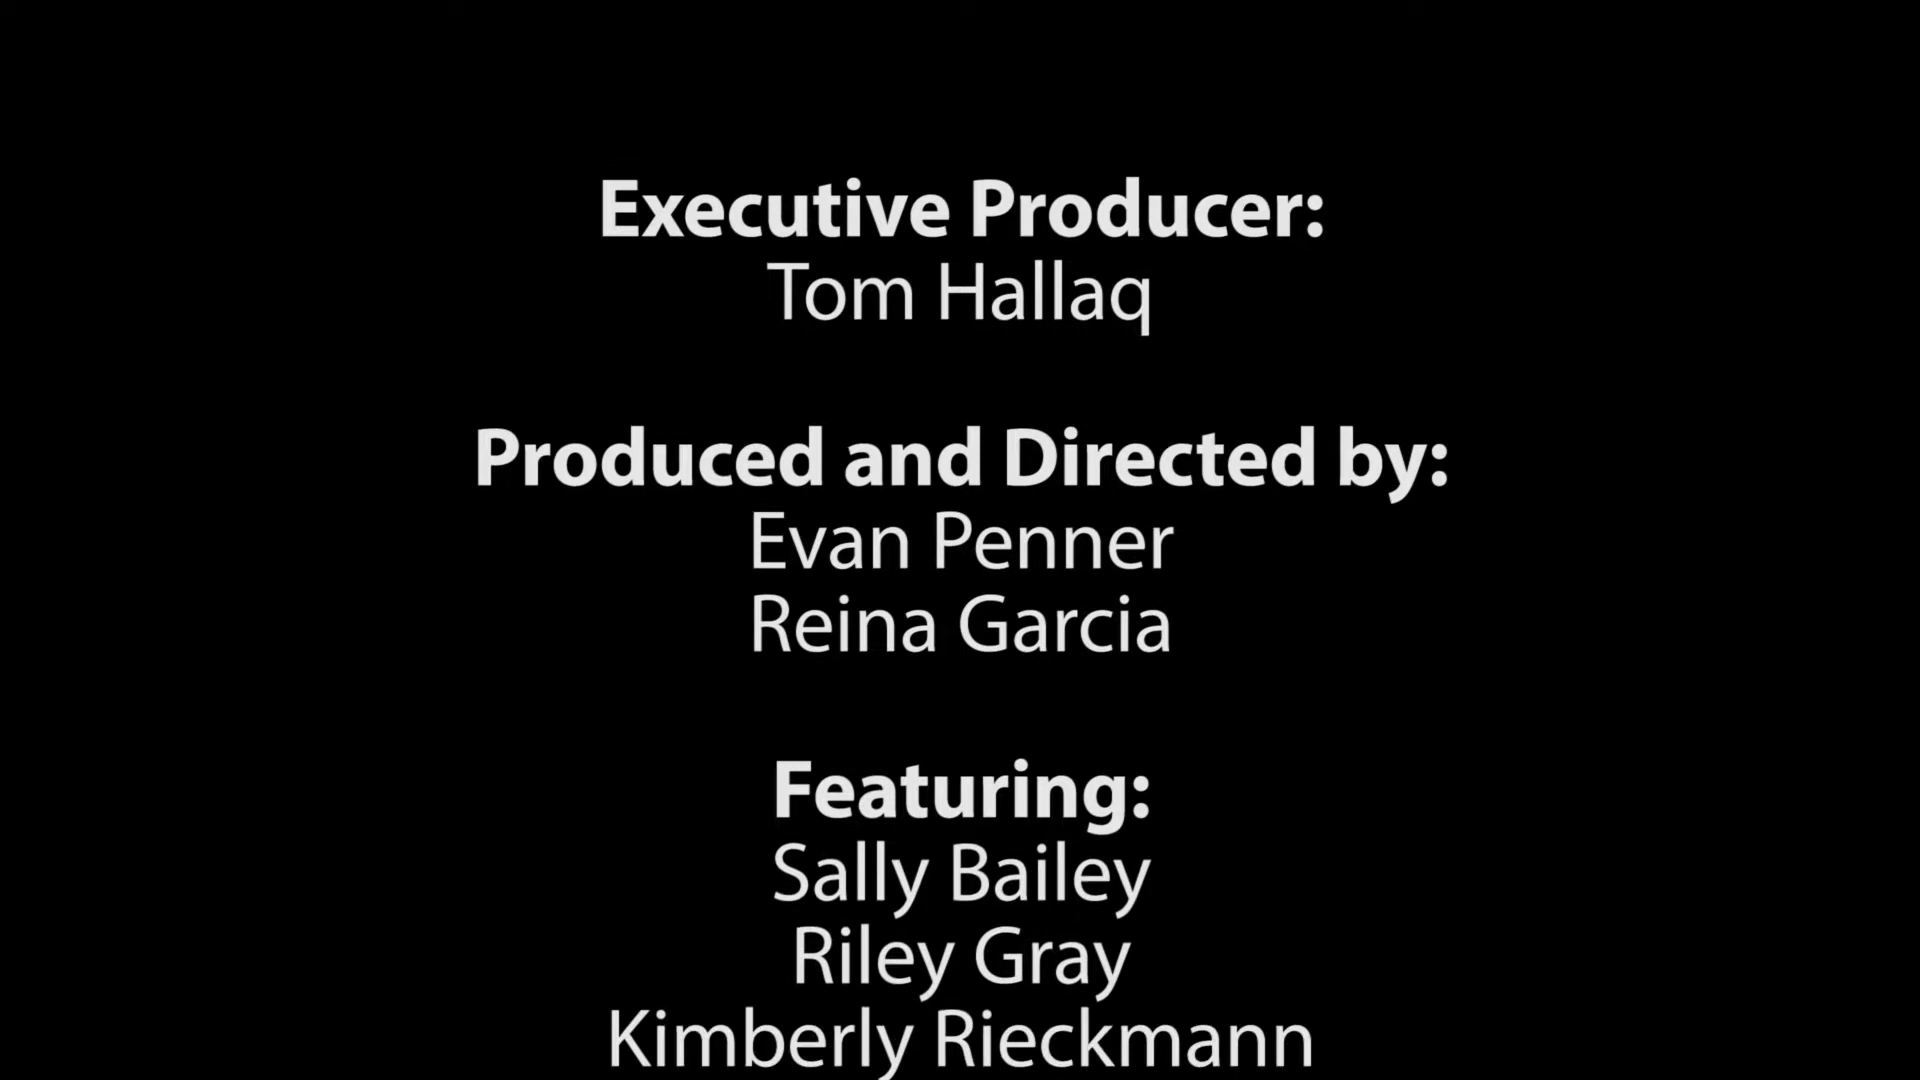 Executive Producer:
Tom Hallaq
Produced and Directed by:
Evan Penner
Reina Garcia
Featuring:
Sally Bailey
Riley Gray
Kimberly Rieckmann